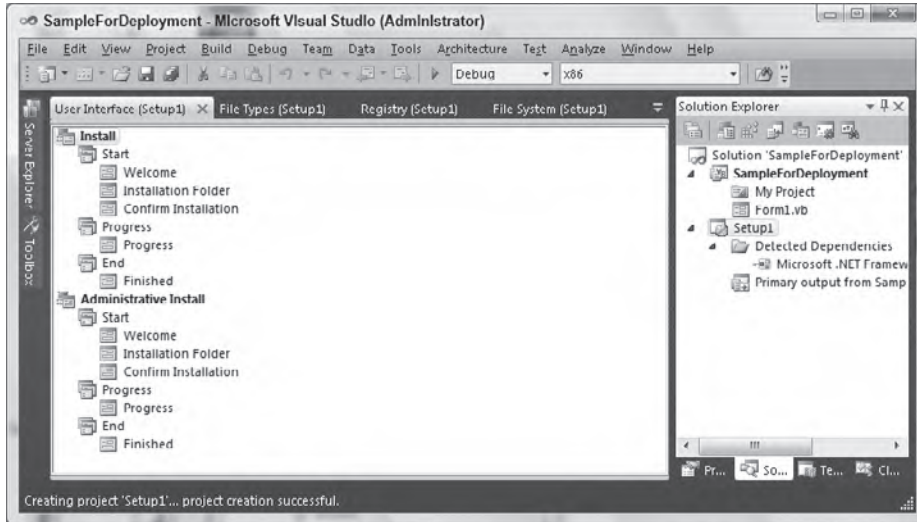 SampleForDeployment - Microsoft Visual Studio (Administrator)
File Edit View Project Build Debug Team Data Tools Architecture Test Analyze Window Help
Debug x86
Server Explorer
Toolbox
User Interface (Setup1) File Types (Setup1) Registry (Setup1) File System (Setup1)
Install
Start
Welcome
Installation Folder
Confirm Installation
Progress
Progress
End
Finished
Administrative Install
Start
Welcome
Installation Folder
Confirm Installation
Progress
Progress
End
Finished
Solution Explorer
Solution 'SampleForDeployment'
SampleForDeployment
My Project
Form1.vb
Setup1
Detected Dependencies
Microsoft .NET Framew
Primary output from Samp
Pr... So... Te... Cl...
Creating project 'Setup1'... project creation successful.